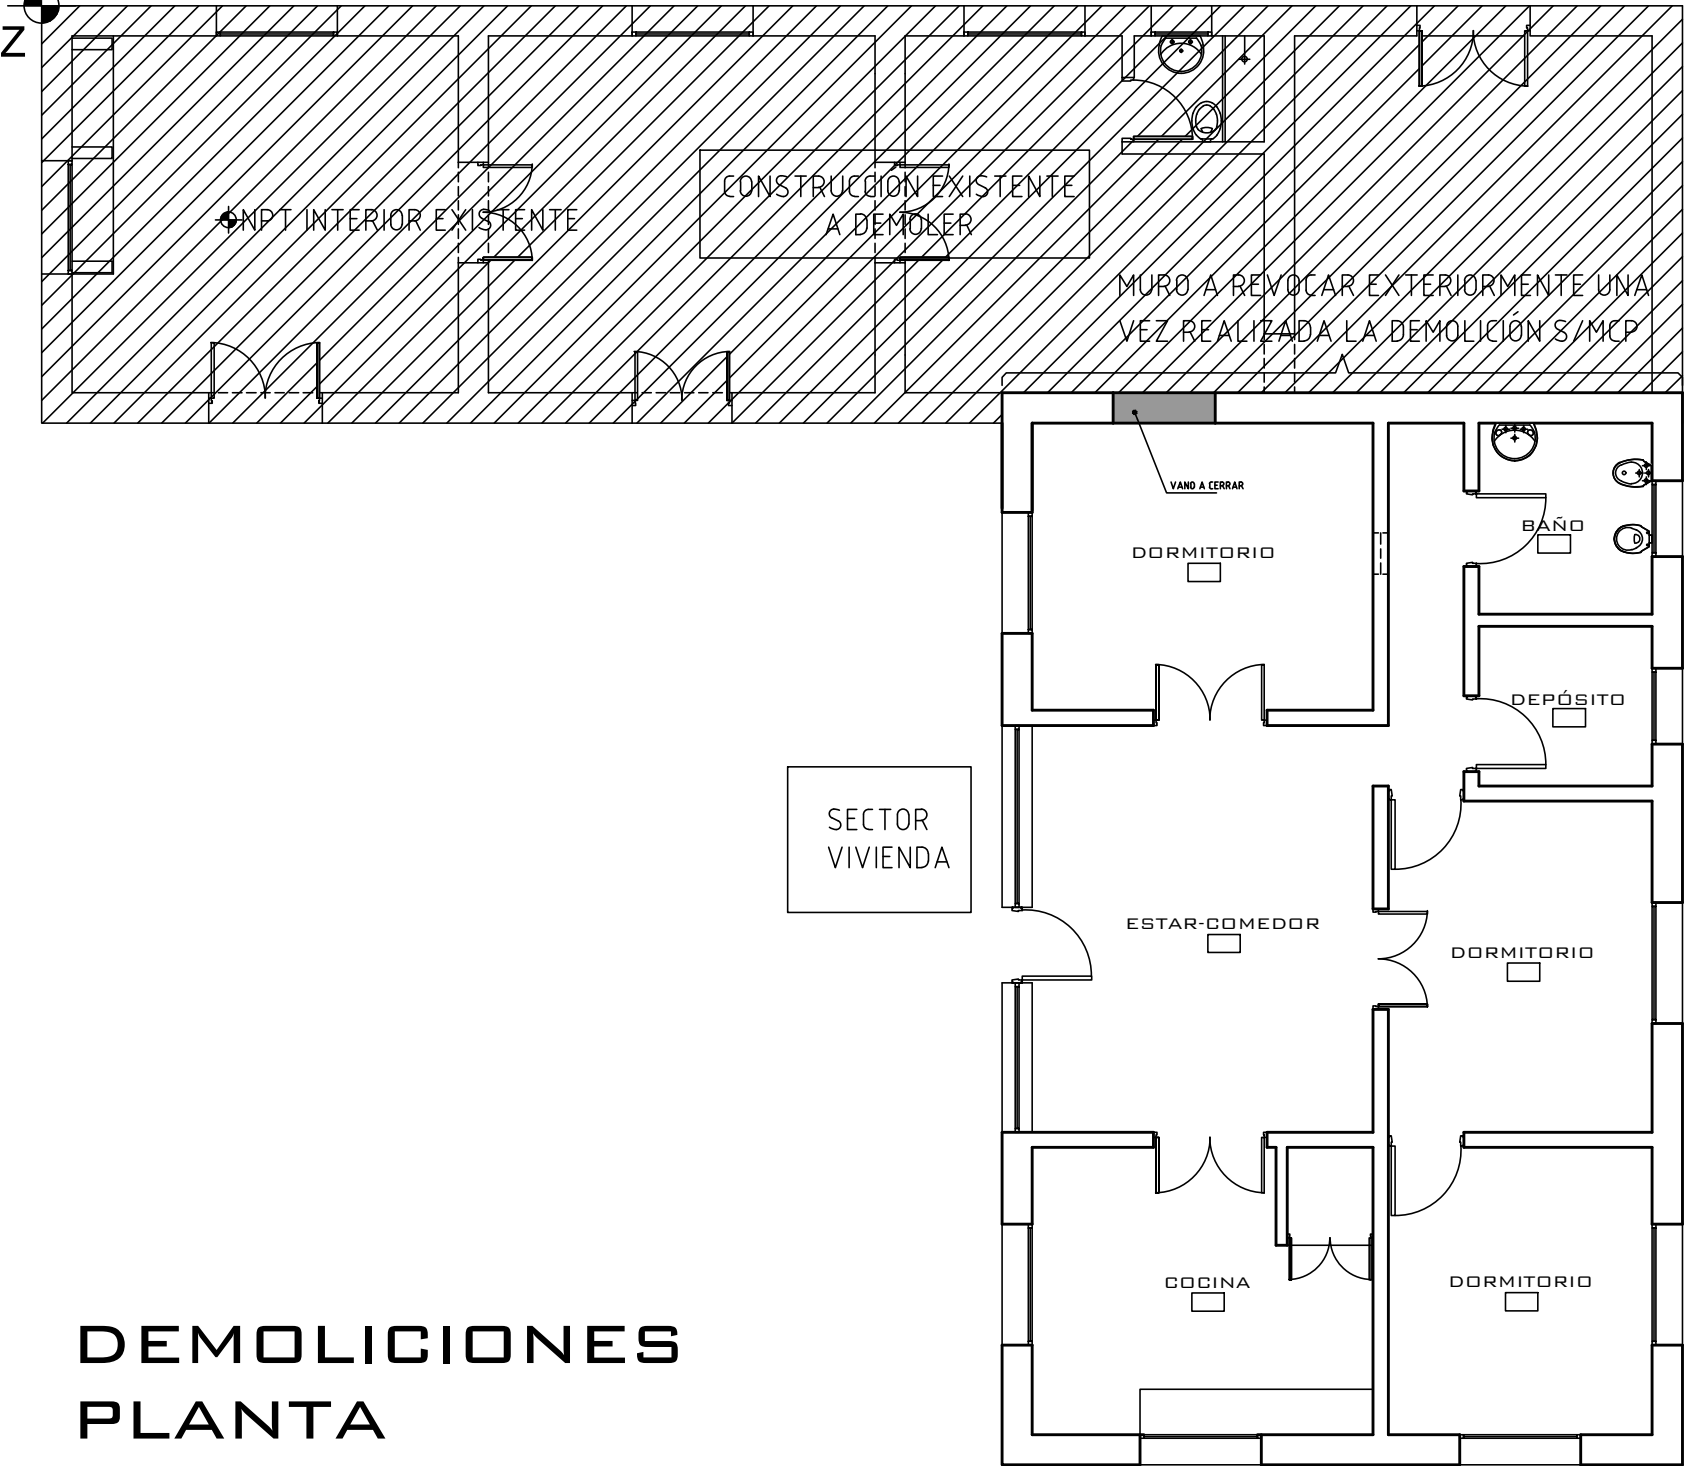 Z
CONSTRUCCIÓN EXISTENTE
A DEMOLER
NPT INTERIOR EXISTENTE
MURO A REVOCAR EXTERIORMENTE UNA
VEZ REALIZADA LA DEMOLICIÓN S/MCP
VANO A CERRAR
BAÑO
DORMITORIO
DEPÓSITO
SECTOR
VIVIENDA
ESTAR-COMEDOR
DORMITORIO
COCINA
DORMITORIO
DEMOLICIONES
PLANTA